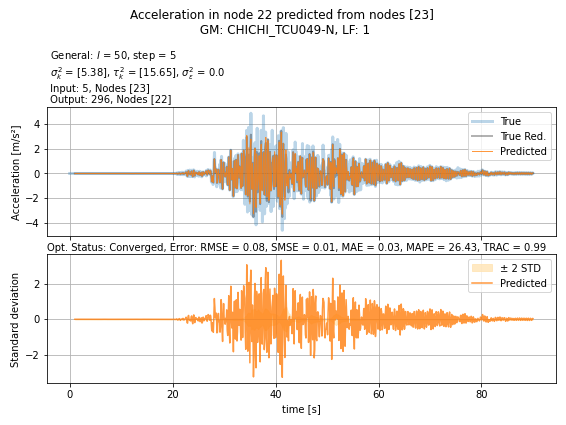 Acceleration in node 22 predicted from nodes [23]
GM: CHICHI_TCU049-N, LF: 1
General: l = 50, step = 5
σ²ₖ = [5.38], τ²ₖ = [15.65], σ²ε = 0.0
Input: 5, Nodes [23]
Output: 296, Nodes [22]
Acceleration [m/s²]
4
2
0
−2
−4
True
True Red.
Predicted
Opt. Status: Converged, Error: RMSE = 0.08, SMSE = 0.01, MAE = 0.03, MAPE = 26.43, TRAC = 0.99
Standard deviation
2
0
−2
± 2 STD
Predicted
0 20 40 60 80
time [s]